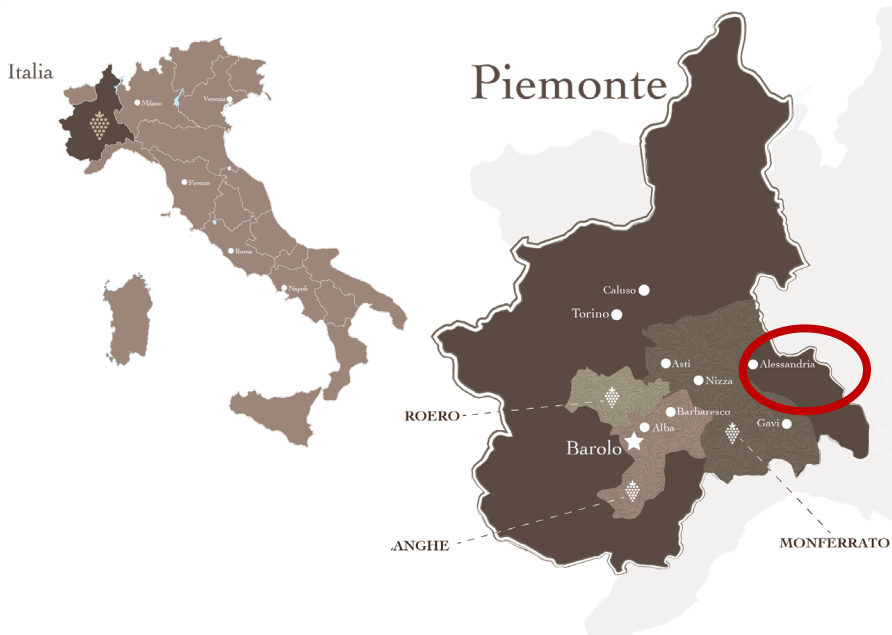 Italia
Milano
Venezia
Firenze
Roma
Napoli
Piemonte
Caluso
Torino
Asti
Alessandria
Nizza
ROERO
Barbaresco
Gavi
Alba
Barolo
ANGHE
MONFERRATO